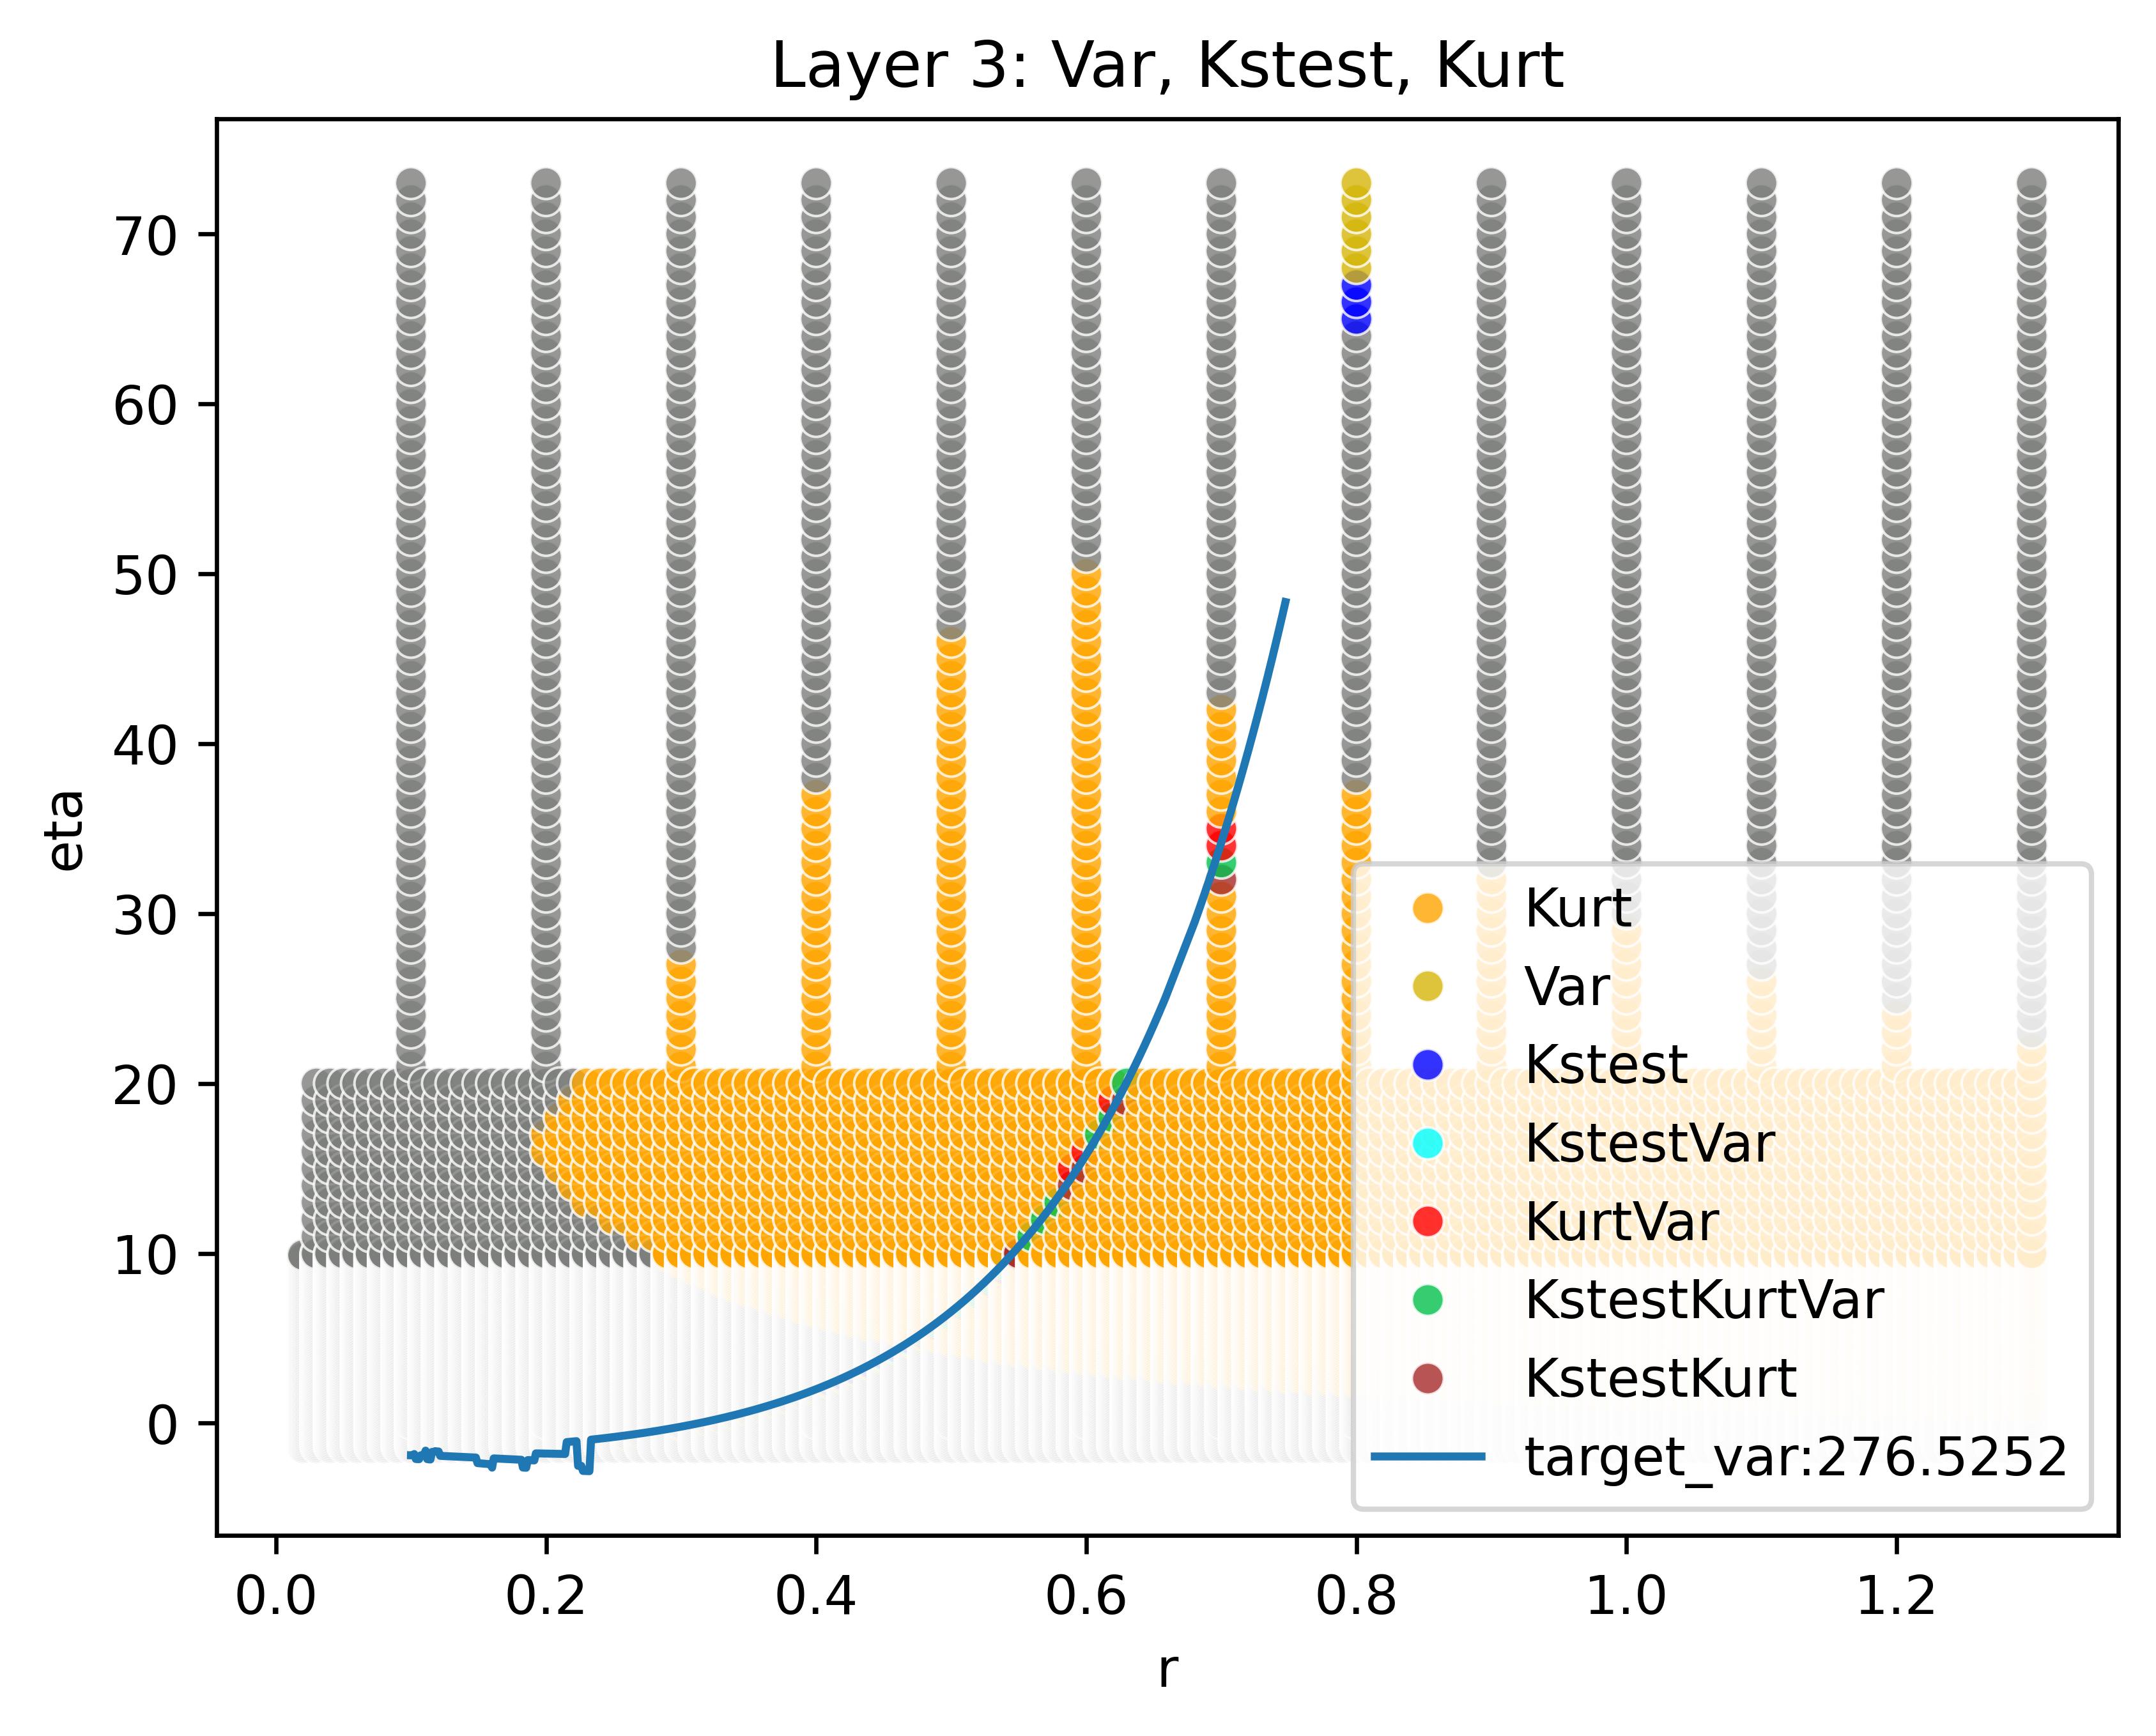 Layer 3: Var, Kstest, Kurt
70
60
50
40
30
20
10
0
eta
Kurt
Var
Kstest
KstestVar
KurtVar
KstestKurtVar
KstestKurt
target_var:276.5252
0.0 0.2 0.4 0.6 0.8 1.0 1.2
r